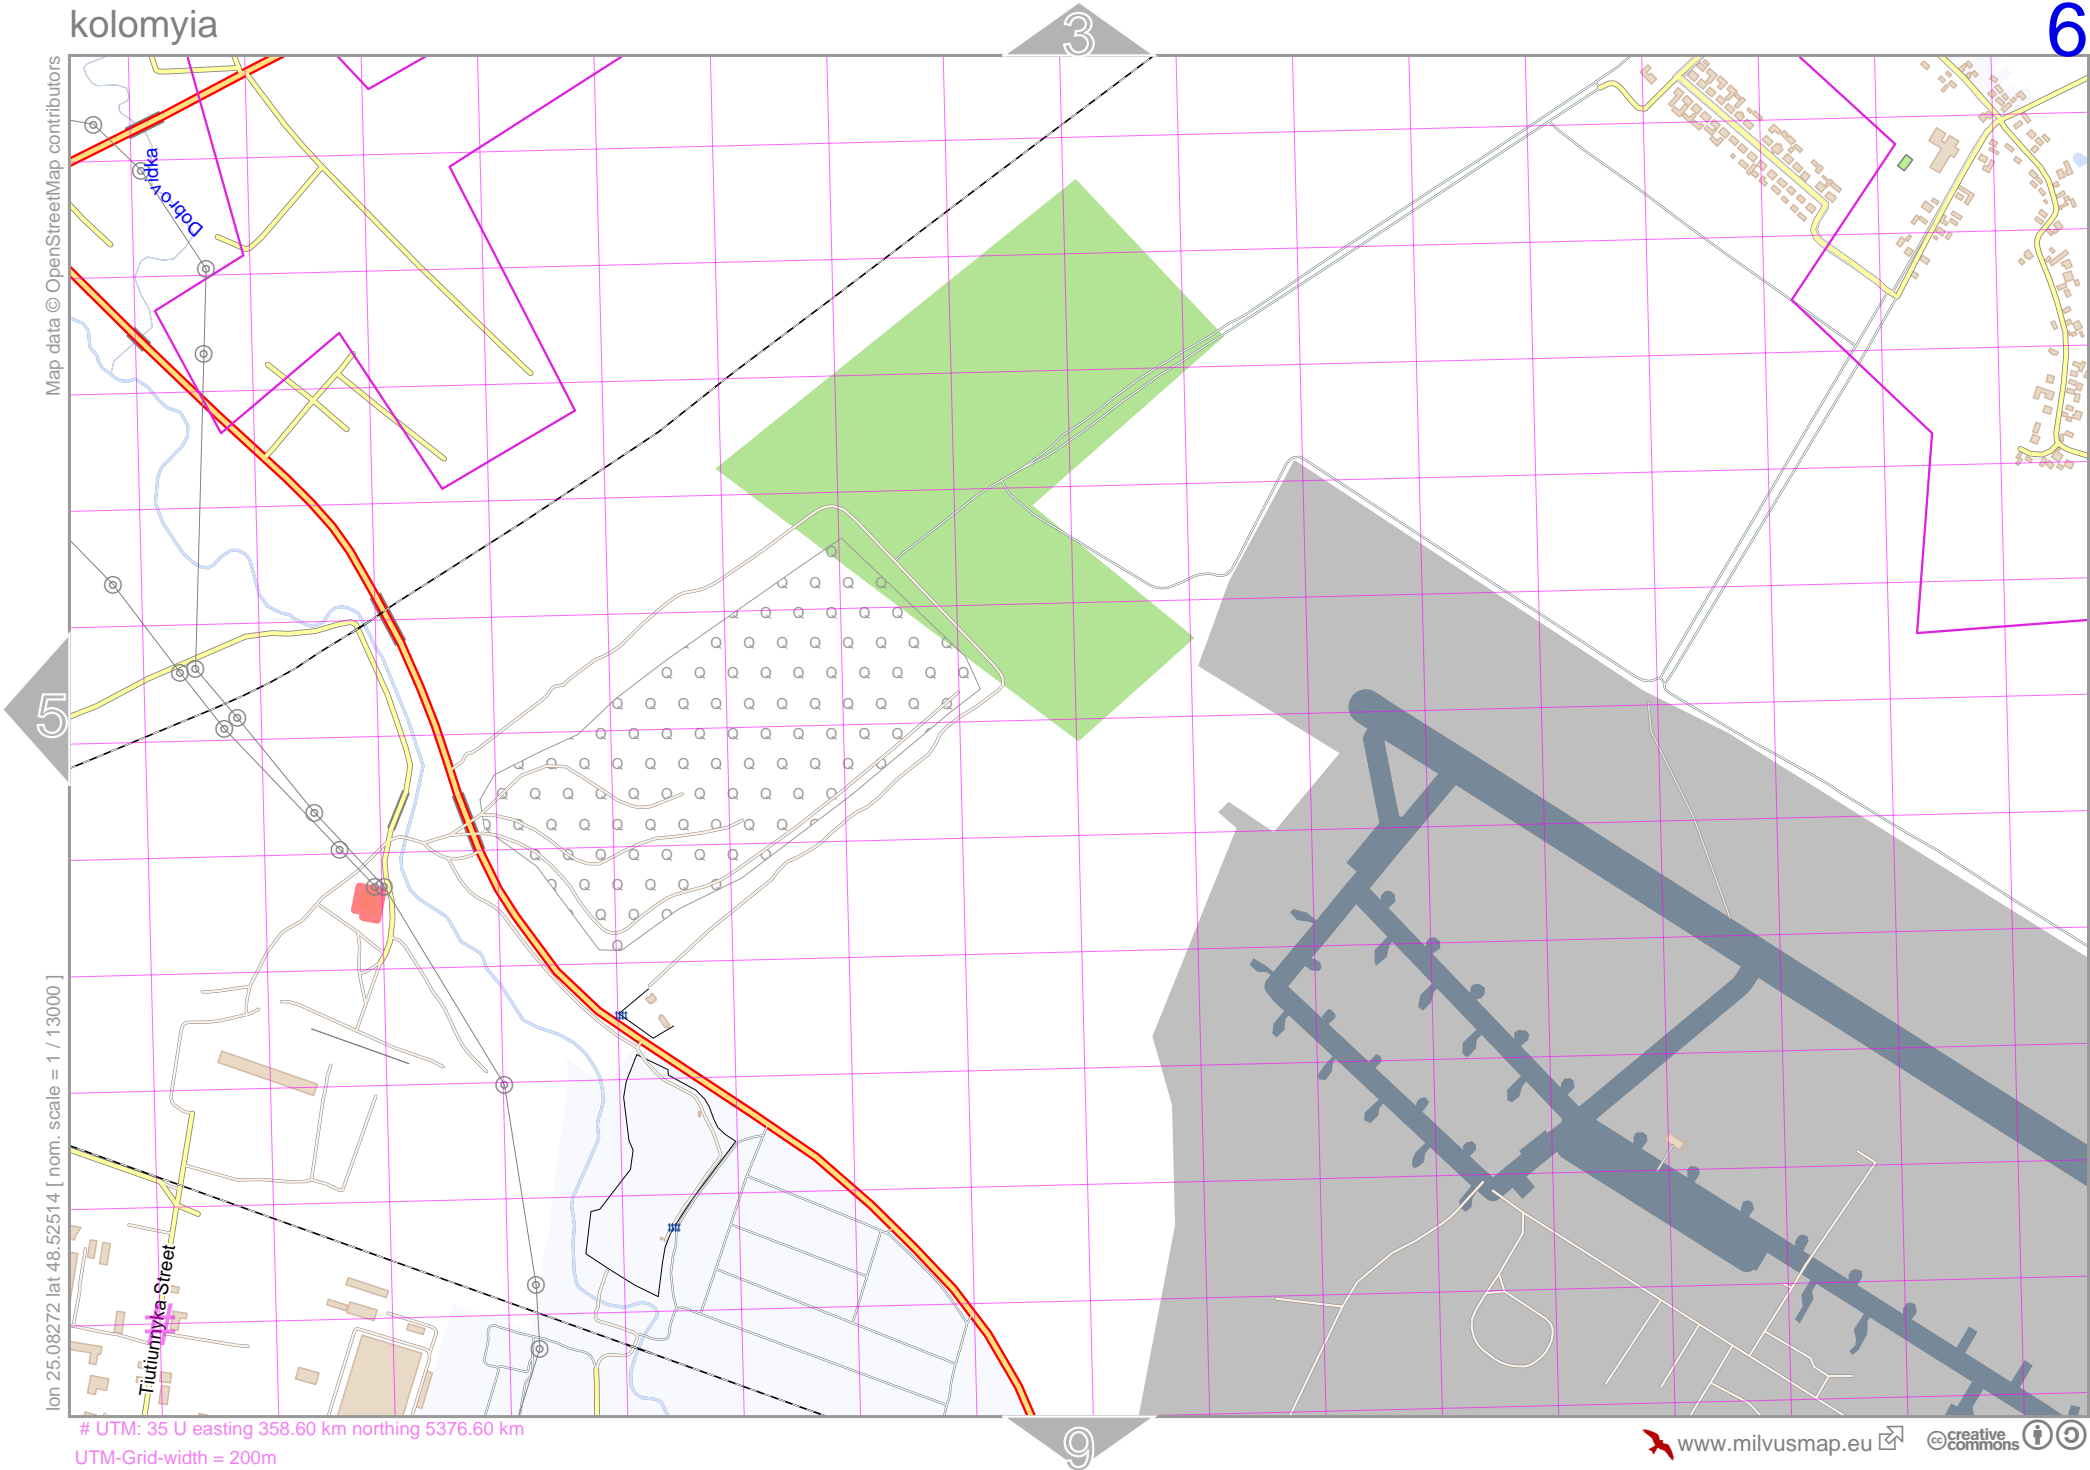 kolomyia
3
6
Map data © OpenStreetMap contributors
Dobrovidka
5
lon 25.08272 lat 48.52514 [ nom. scale = 1 / 13000 ]
Tiutiunnyka Street
# UTM: 35 U easting 358.60 km northing 5376.60 km
UTM-Grid-width = 200m
9
www.milvusmap.eu
cc creative commons